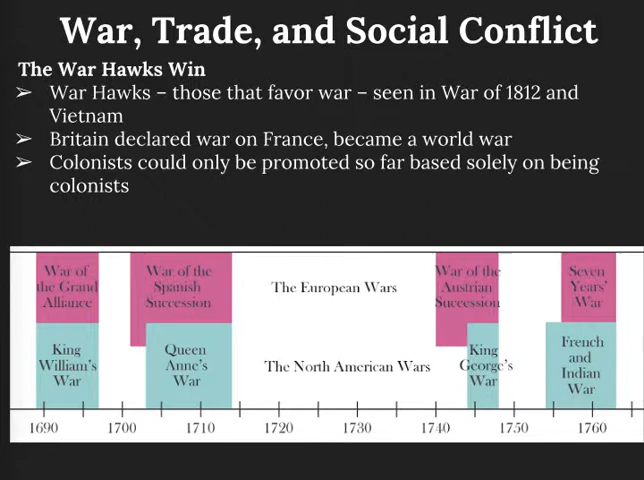 War, Trade, and Social Conflict
The War Hawks Win
➢ War Hawks – those that favor war – seen in War of 1812 and
Vietnam
➢ Britain declared war on France, became a world war
➢ Colonists could only be promoted so far based solely on being
colonists
War of
the Grand
Alliance
War of the
Spanish
Succession
The European Wars
War of the
Austrian
Succession
Seven
Years'
War
King
William's
War
Queen
Anne's
War
The North American Wars
King
George's
War
French
and
Indian
War
1690 1700 1710 1720 1730 1740 1750 1760